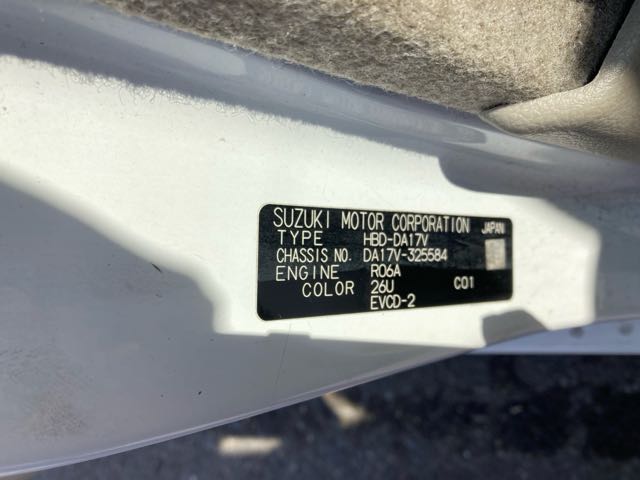 SUZUKI MOTOR CORPORATION JAPAN
TYPE HBD-DA17V
CHASSIS NO. DA17V-325584
ENGINE R06A
COLOR 26U C01
EVCD-2